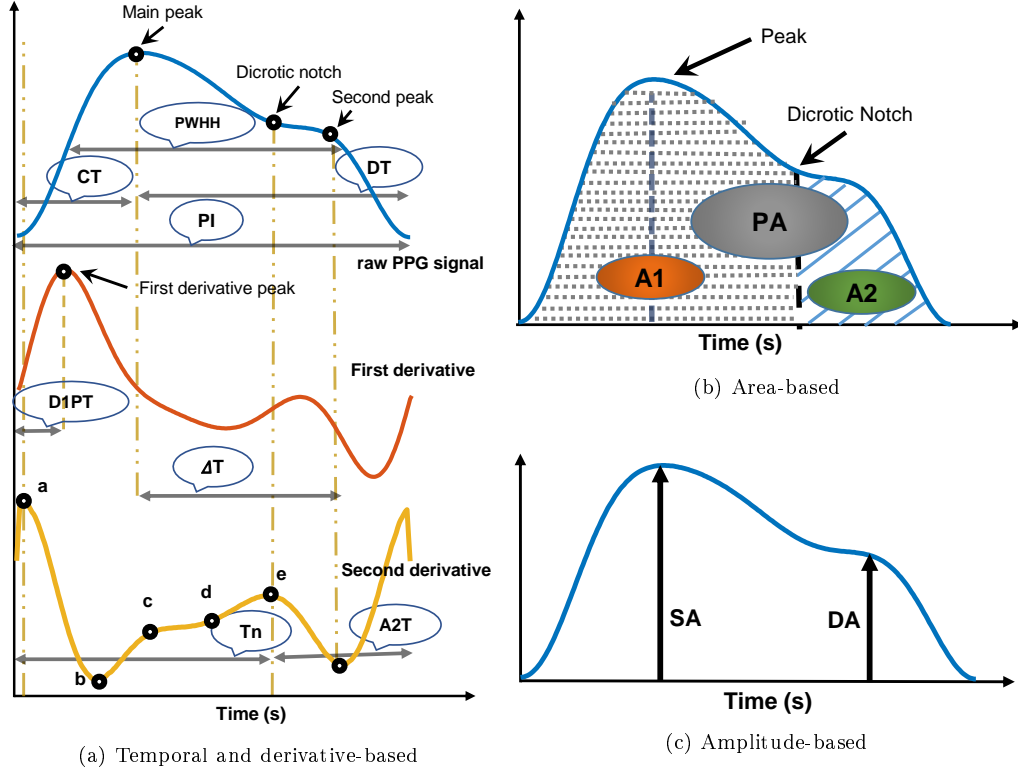 Main peak
Dicrotic notch
Second peak
PWHH
CT
DT
PI
raw PPG signal
First derivative peak
First derivative
D1PT
ΔT
a
Second derivative
e
d
c
Tn
A2T
b
Time (s)
(a) Temporal and derivative-based
Peak
Dicrotic Notch
PA
A1
A2
Time (s)
(b) Area-based
SA
DA
Time (s)
(c) Amplitude-based